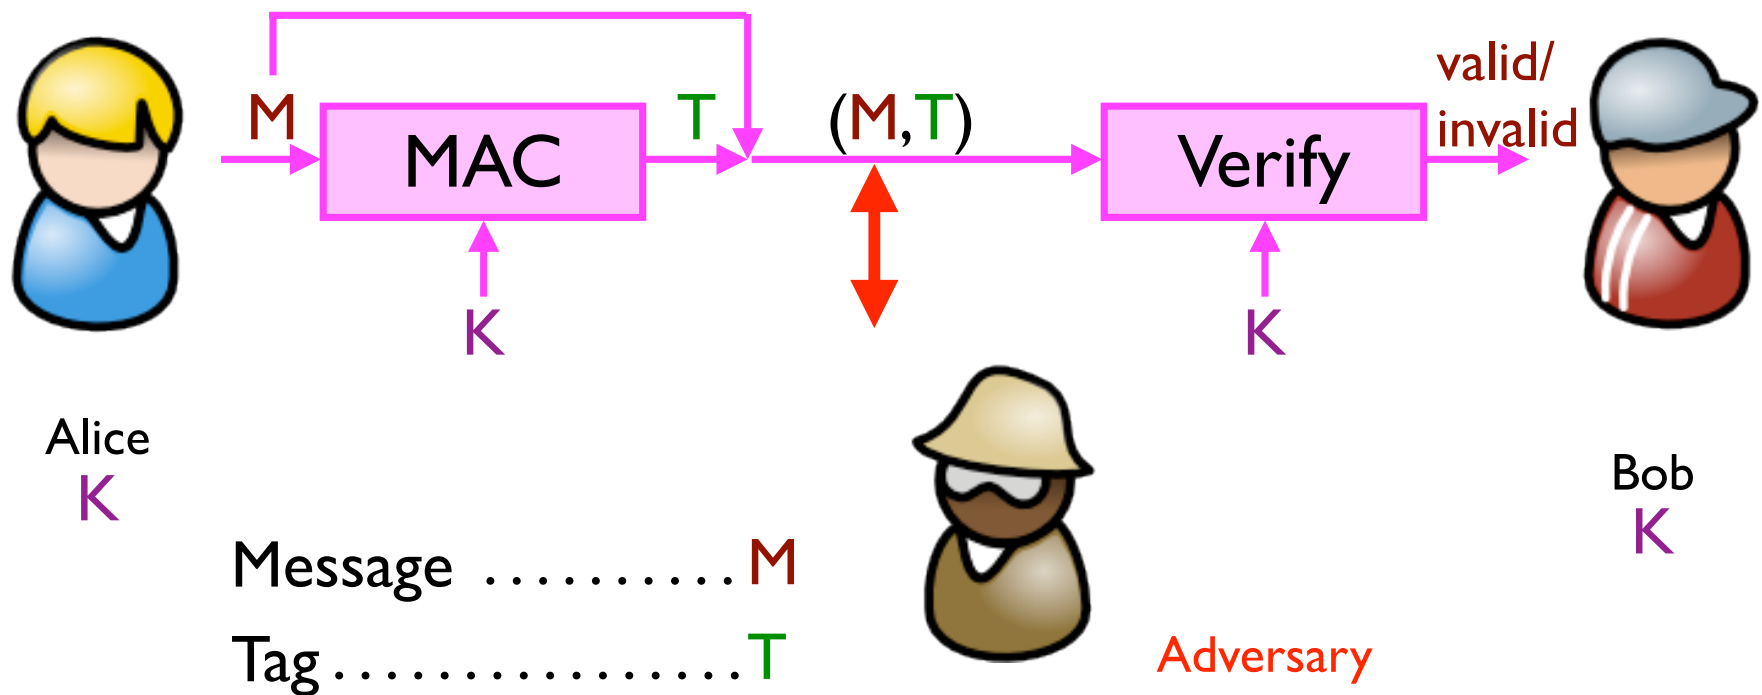 valid/
M T (M,T) invalid
MAC Verify
K K
Alice
K
Bob
K
Message .......... M
Tag ................. T
Adversary